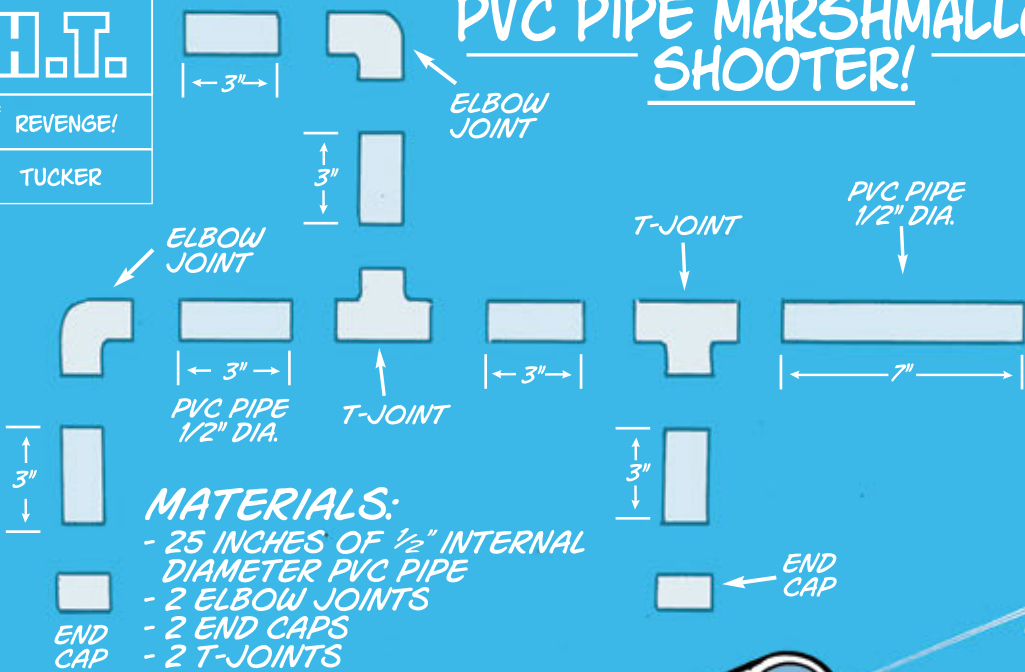 H.T.
REVENGE!
TUCKER
PVC PIPE MARSHMALLO
SHOOTER!
3"
ELBOW
JOINT
3"
ELBOW
JOINT
T-JOINT
PVC PIPE
1/2" DIA.
3"
PVC PIPE
1/2" DIA.
T-JOINT
3"
7"
3"
3"
MATERIALS:
- 25 INCHES OF 1/2" INTERNAL
DIAMETER PVC PIPE
- 2 ELBOW JOINTS
- 2 END CAPS
- 2 T-JOINTS
END
CAP
END
CAP